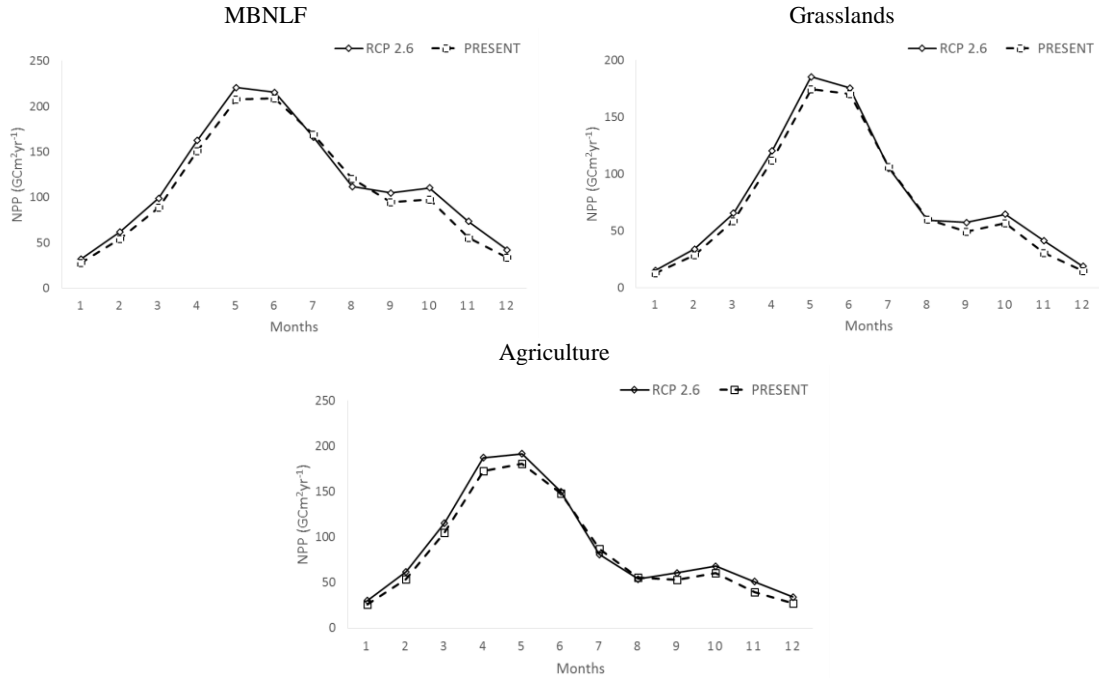 MBNLF
RCP 2.6 PRESENT
250
200
150
100
50
0
NPP (GCm²yr⁻¹)
1 2 3 4 5 6 7 8 9 10 11 12
Months
Grasslands
RCP 2.6 PRESENT
200
150
100
50
0
NPP (GCm²yr⁻¹)
1 2 3 4 5 6 7 8 9 10 11 12
Months
Agriculture
RCP 2.6 PRESENT
250
200
150
100
50
0
NPP (GCm²yr⁻¹)
1 2 3 4 5 6 7 8 9 10 11 12
Months